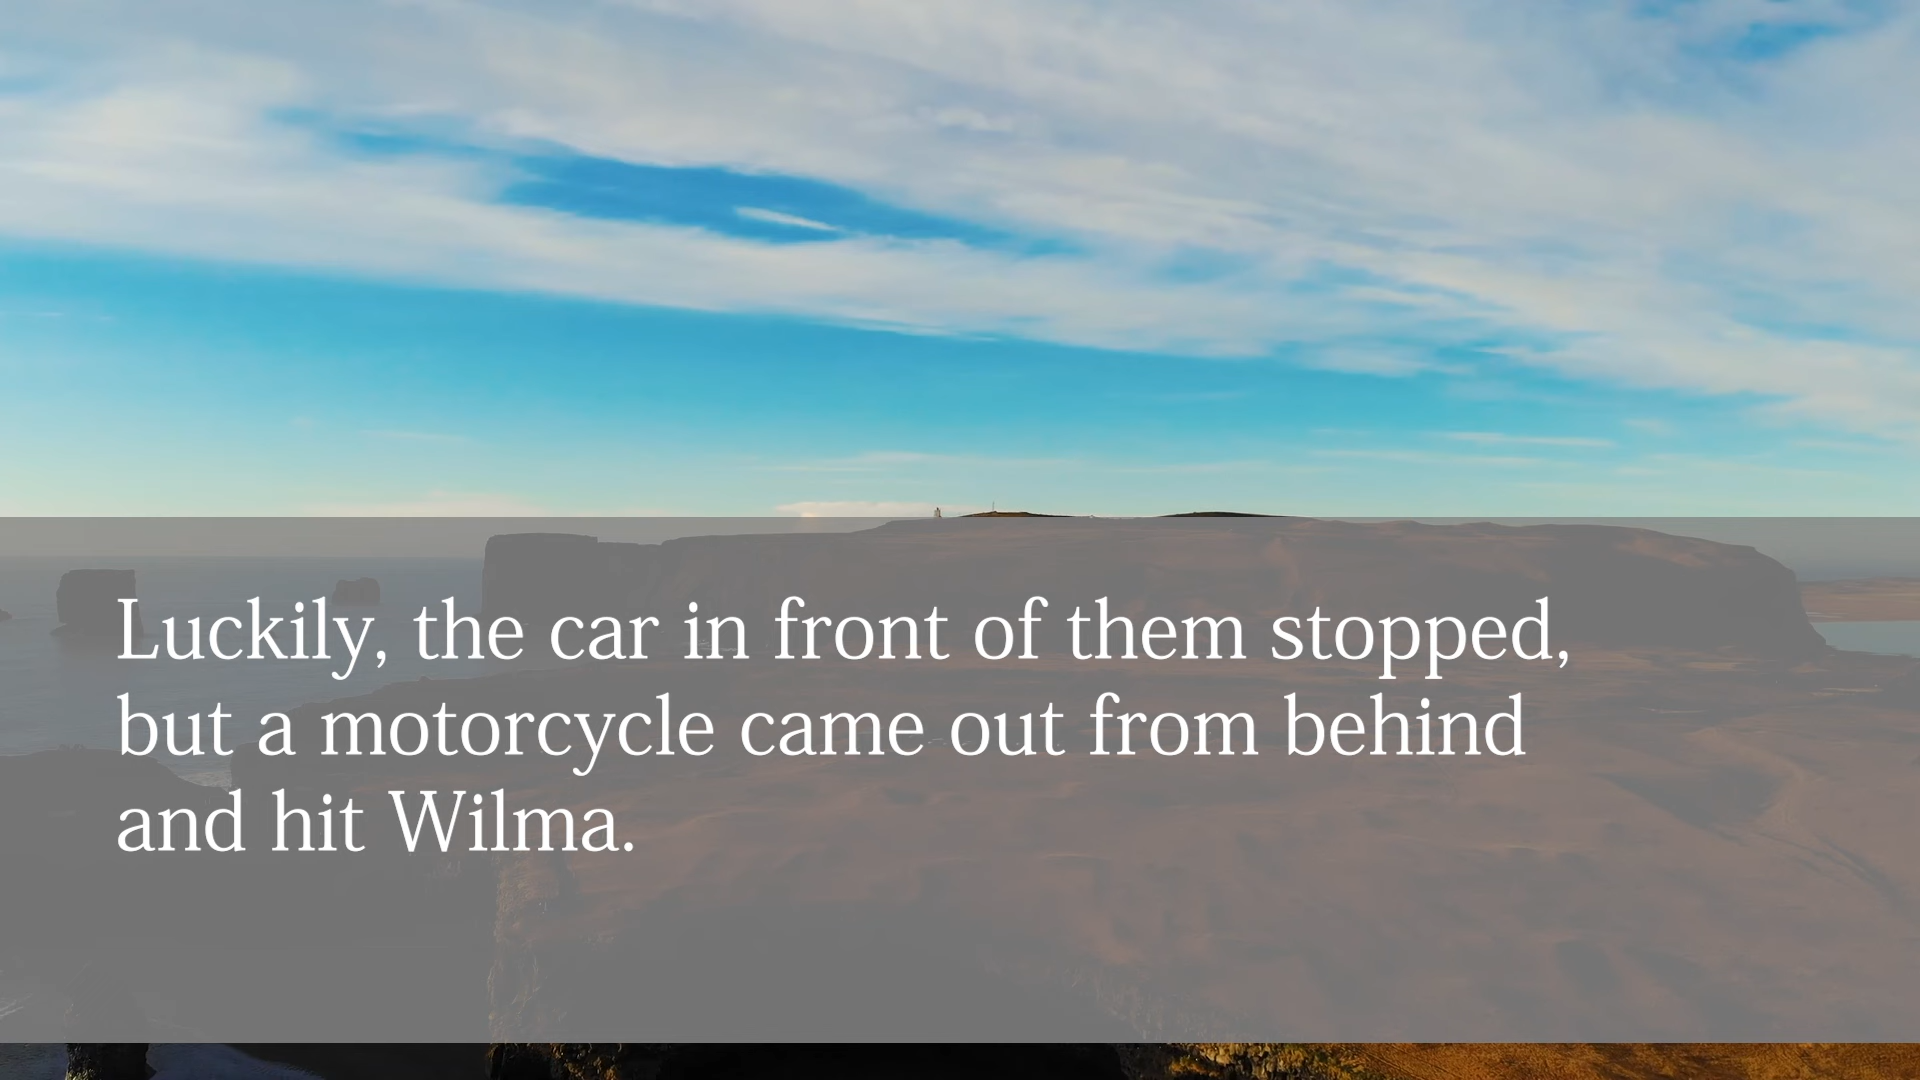 Luckily, the car in front of them stopped,
but a motorcycle came out from behind
and hit Wilma.